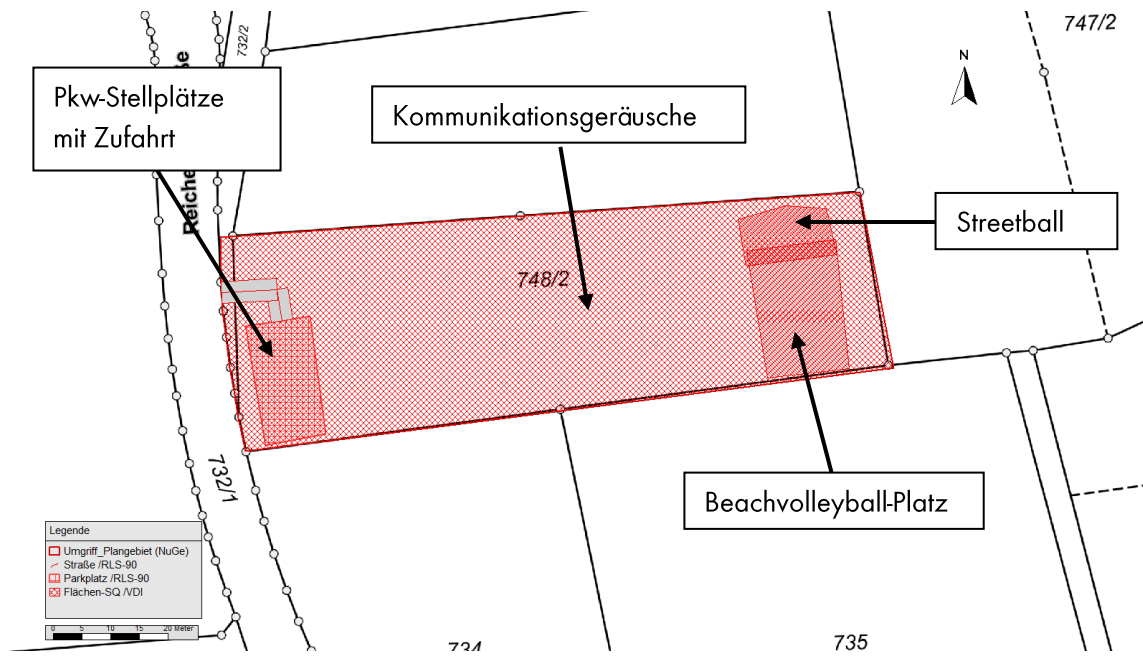 747/2
732/2
N
Pkw-Stellplätze
mit Zufahrt
Kommunikationsgeräusche
Streetball
748/2
Beachvolleyball-Platz
732/1
Legende
Umgriff_Plangebiet (NuGe)
Straße /RLS-90
Parkplatz /RLS-90
Flächen-SQ /VDI
0 5 10 15 20 Meter
734
735